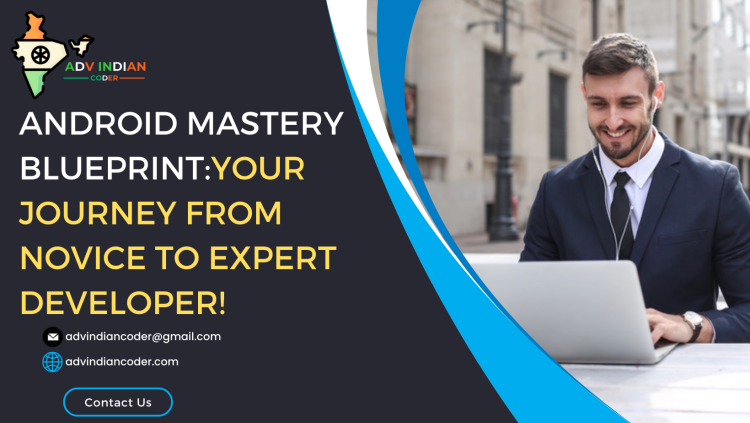 ADV INDIAN
CODER
ANDROID MASTERY
BLUEPRINT:YOUR
JOURNEY FROM
NOVICE TO EXPERT
DEVELOPER!
advindiancoder@gmail.com
advindiancoder.com
Contact Us